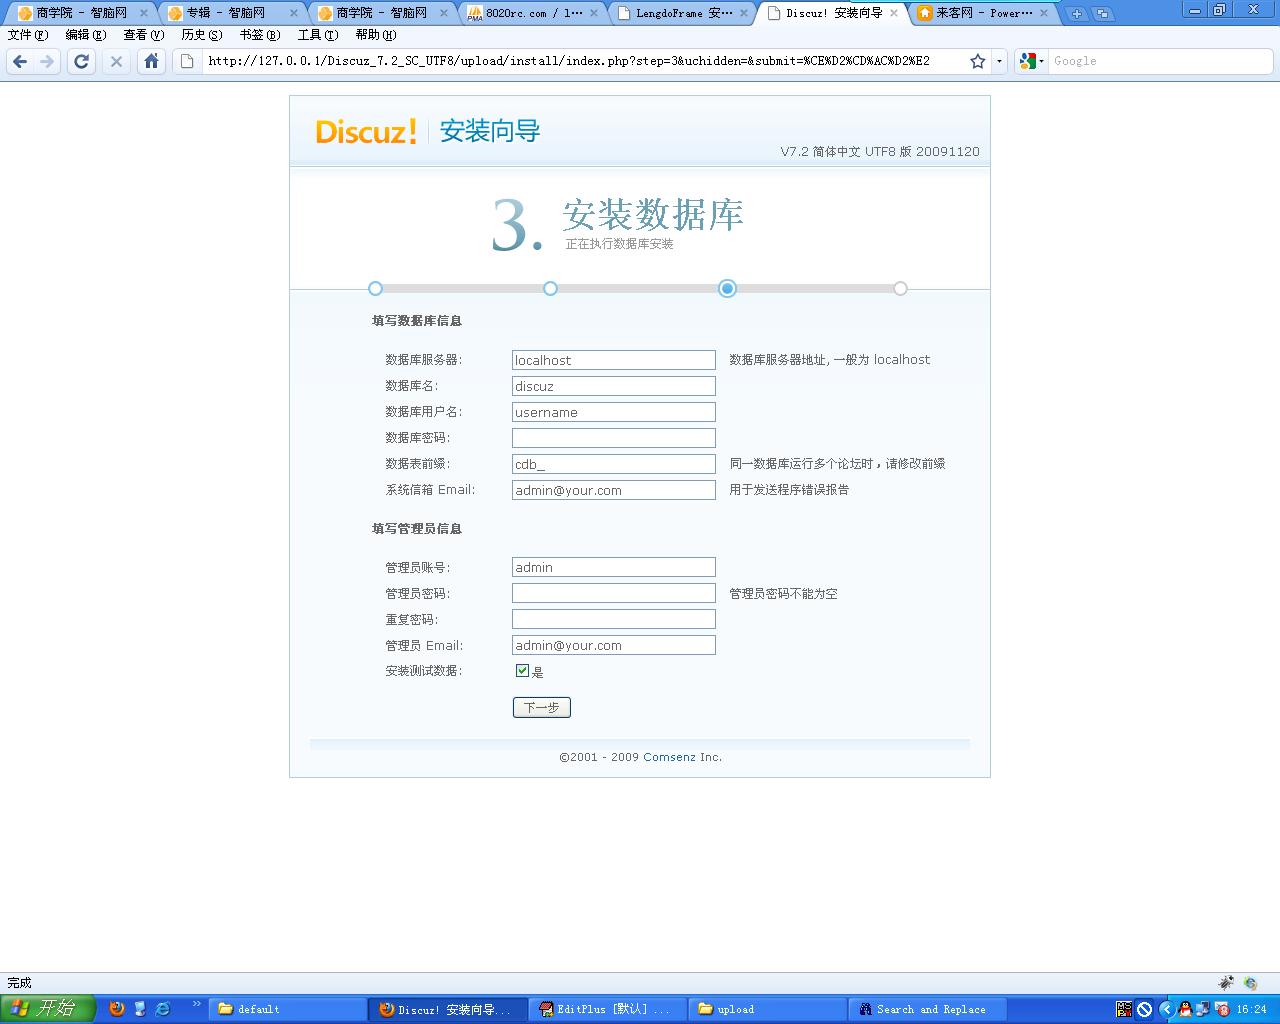 商学院 - 智脑网
专辑 - 智脑网
商学院 - 智脑网
8020rc.com / l...
LengdoFrame 安...
Discuz! 安装向导
来客网 - Power...
文件(F) 编辑(E) 查看(V) 历史(S) 书签(B) 工具(T) 帮助(H)
http://127.0.0.1/Discuz_7.2_SC_UTF8/upload/install/index.php?step=3&uchidden=&submit=%CE%D2%CD%AC%D2%E2
Google
Discuz! 安装向导
V7.2 简体中文 UTF8 版 20091120
3. 安装数据库
正在执行数据库安装
填写数据库信息
数据库服务器: localhost 数据库服务器地址, 一般为 localhost
数据库名: discuz
数据库用户名: username
数据库密码:
数据表前缀: cdb_ 同一数据库运行多个论坛时，请修改前缀
系统信箱 Email: admin@your.com 用于发送程序错误报告
填写管理员信息
管理员账号: admin
管理员密码: 管理员密码不能为空
重复密码:
管理员 Email: admin@your.com
安装测试数据: 是
下一步
©2001 - 2009 Comsenz Inc.
完成
开始
default
Discuz! 安装向导...
EditPlus [默认] ...
upload
Search and Replace
16:24